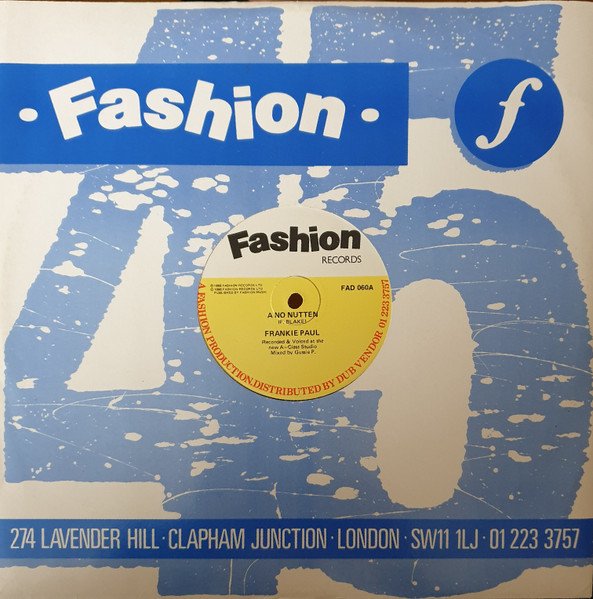 · Fashion ·
f
45
Fashion
RECORDS
FAD 060A
A NO NUTTEN
(F. BLAKE)
FRANKIE PAUL
Recorded & Voiced at the
new A-Class Studio
Mixed by Gussie P.
A FASHION PRODUCTION. DISTRIBUTED BY DUB VENDOR 01 223 3757
274 LAVENDER HILL · CLAPHAM JUNCTION · LONDON · SW11 1LJ · 01 223 3757